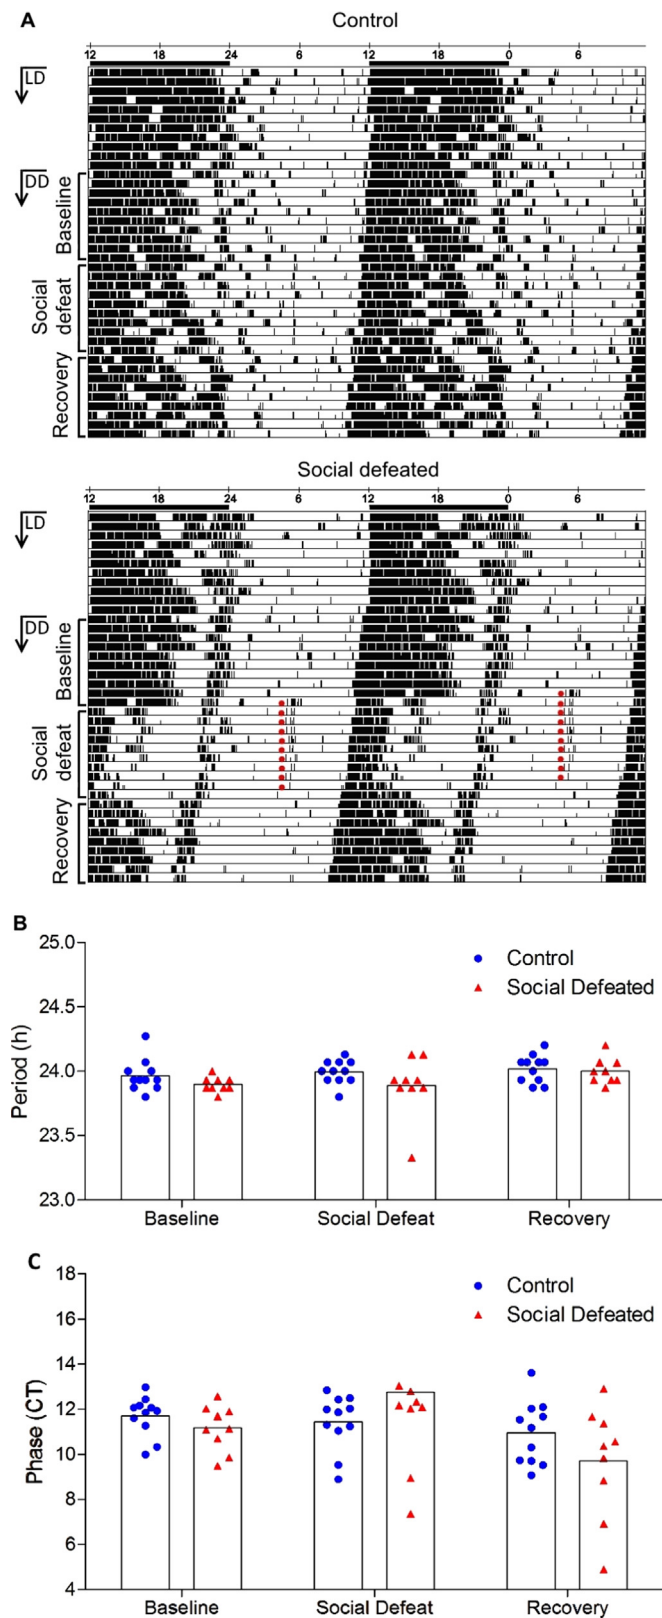 A
Control
12 18 24 6 12 18 0 6
LD
DD
Baseline
Social
defeat
Recovery
Social defeated
12 18 24 6 12 18 0 6
LD
DD
Baseline
Social
defeat
Recovery
B
25.0
24.5
24.0
23.5
23.0
Period (h)
Control
Social Defeated
Baseline Social Defeat Recovery
C
18
16
14
12
10
8
6
4
Phase (CT)
Control
Social Defeated
Baseline Social Defeat Recovery